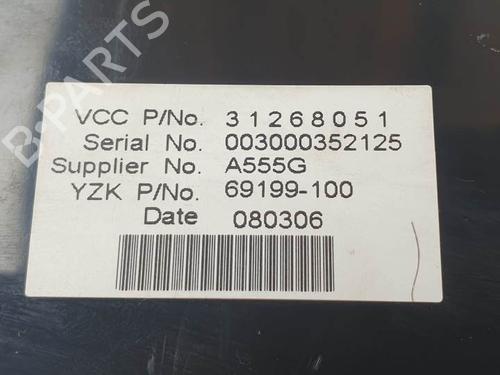 B-PARTS
VCC P/No. 31268051
Serial No. 003000352125
Supplier No. A555G
YZK P/No. 69199-100
Date 080306